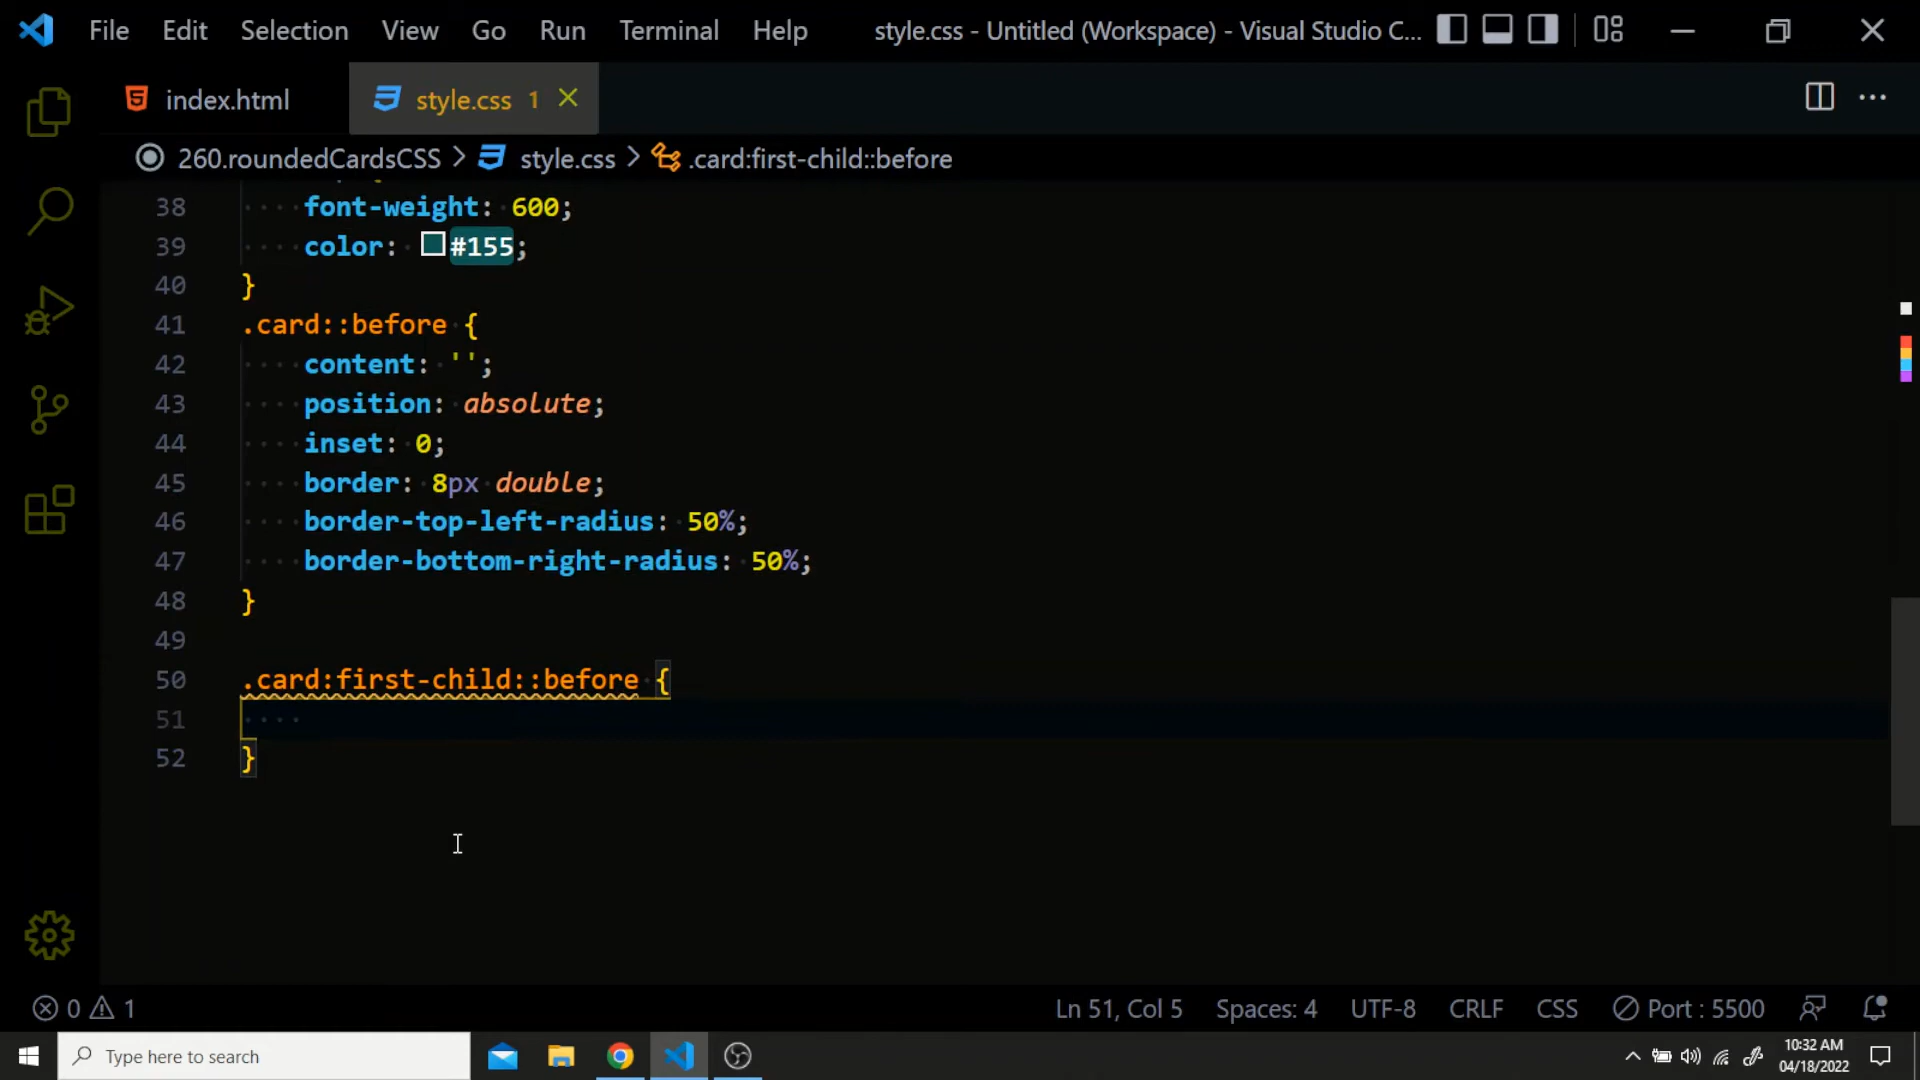 File Edit Selection View Go Run Terminal Help style.css - Untitled (Workspace) - Visual Studio C...
index.html style.css 1
260.roundedCardsCSS > style.css > .card:first-child::before
38 font-weight: 600;
39 color: #155;
40 }
41 .card::before {
42 content: '';
43 position: absolute;
44 inset: 0;
45 border: 8px double;
46 border-top-left-radius: 50%;
47 border-bottom-right-radius: 50%;
48 }
49
50 .card:first-child::before {
51
52 }
0 1 Ln 51, Col 5 Spaces: 4 UTF-8 CRLF CSS Port : 5500
Type here to search
10:32 AM
04/18/2022